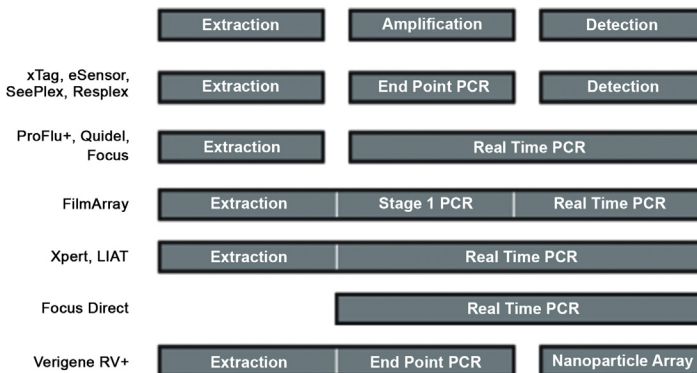 Extraction Amplification Detection
xTag, eSensor,
SeePlex, Resplex
Extraction End Point PCR Detection
ProFlu+, Quidel,
Focus
Extraction Real Time PCR
FilmArray Extraction Stage 1 PCR Real Time PCR
Xpert, LIAT Extraction Real Time PCR
Focus Direct Real Time PCR
Verigene RV+ Extraction End Point PCR Nanoparticle Array